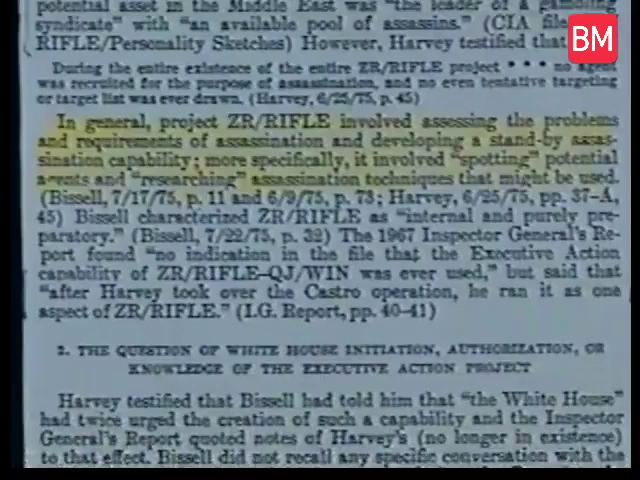 potential asset in the Middle East was "the leader of a gambling
syndicate" with "an available pool of assassins." (CIA file,
RIFLE/Personality Sketches) However, Harvey testified that:
BM
During the entire existence of the entire ZR/RIFLE project * * * no agent
was recruited for the purpose of assassination, and no even tentative targeting
or target list was ever drawn. (Harvey, 6/25/75, p. 45)
In general, project ZR/RIFLE involved assessing the problems
and requirements of assassination and developing a stand-by assas-
sination capability; more specifically, it involved "spotting" potential
agents and "researching" assassination techniques that might be used.
(Bissell, 7/17/75, p. 11 and 6/9/75, p. 73; Harvey, 6/25/75, pp. 37-A,
45) Bissell characterized ZR/RIFLE as "internal and purely pre-
paratory." (Bissell, 7/22/75, p. 32) The 1967 Inspector General's Re-
port found "no indication in the file that the Executive Action
capability of ZR/RIFLE-QJ/WIN was ever used," but said that
"after Harvey took over the Castro operation, he ran it as one
aspect of ZR/RIFLE." (I.G. Report, pp. 40-41)
2. THE QUESTION OF WHITE HOUSE INITIATION, AUTHORIZATION, OR
KNOWLEDGE OF THE EXECUTIVE ACTION PROJECT
Harvey testified that Bissell had told him that "the White House"
had twice urged the creation of such a capability and the Inspector
General's Report quoted notes of Harvey's (no longer in existence)
to that effect. Bissell did not recall any specific conversation with the